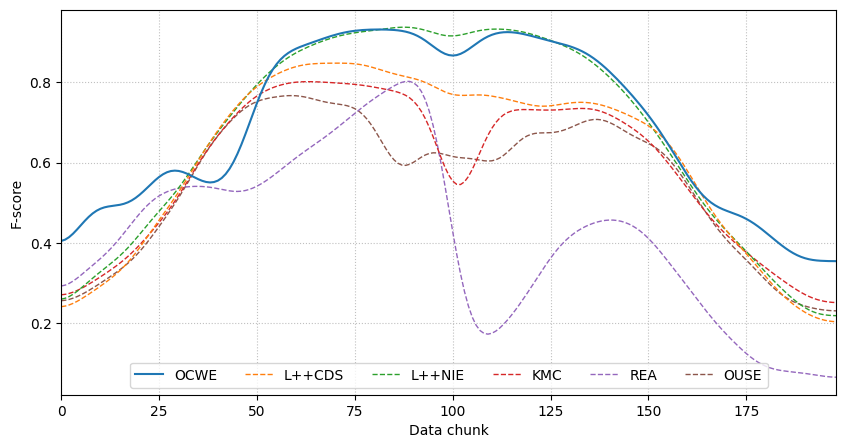 F-score
0.8
0.6
0.4
0.2
OCWE L++CDS L++NIE KMC REA OUSE
0 25 50 75 100 125 150 175
Data chunk